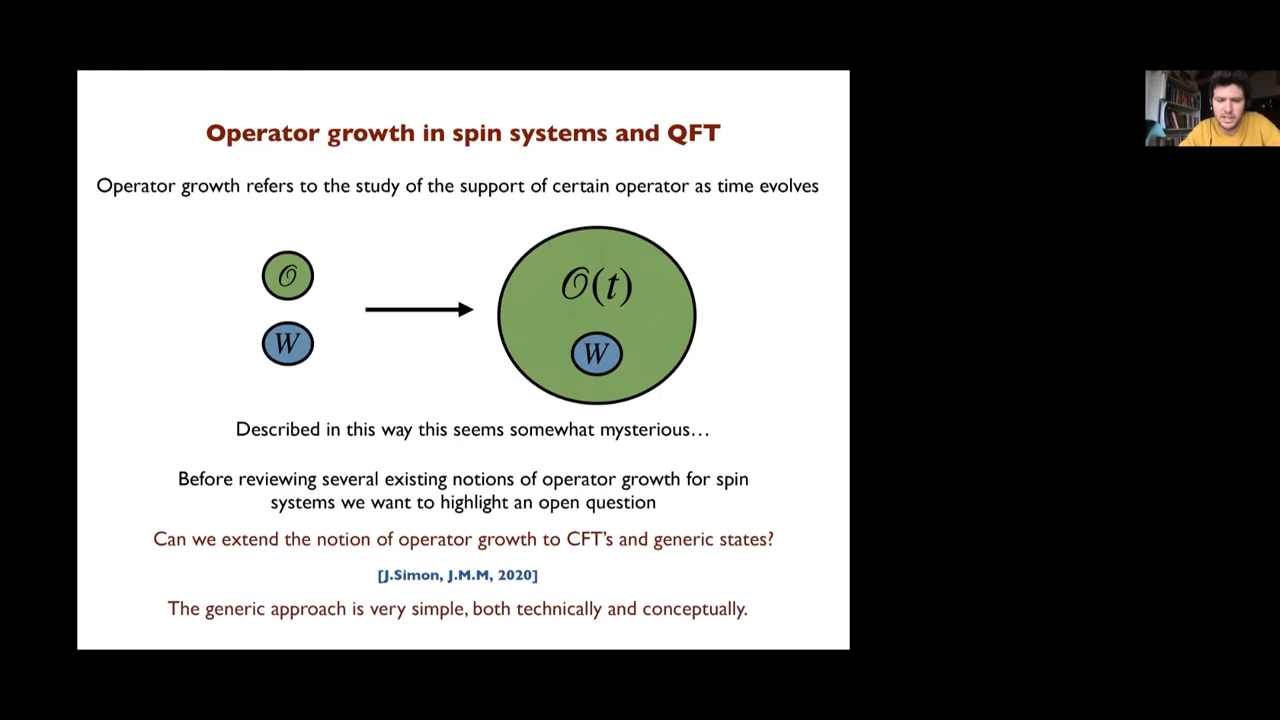 Operator growth in spin systems and QFT
Operator growth refers to the study of the support of certain operator as time evolves
𝒪
𝒪(t)
W
W
Described in this way this seems somewhat mysterious…
Before reviewing several existing notions of operator growth for spin
systems we want to highlight an open question
Can we extend the notion of operator growth to CFT's and generic states?
[J.Simon, J.M.M, 2020]
The generic approach is very simple, both technically and conceptually.